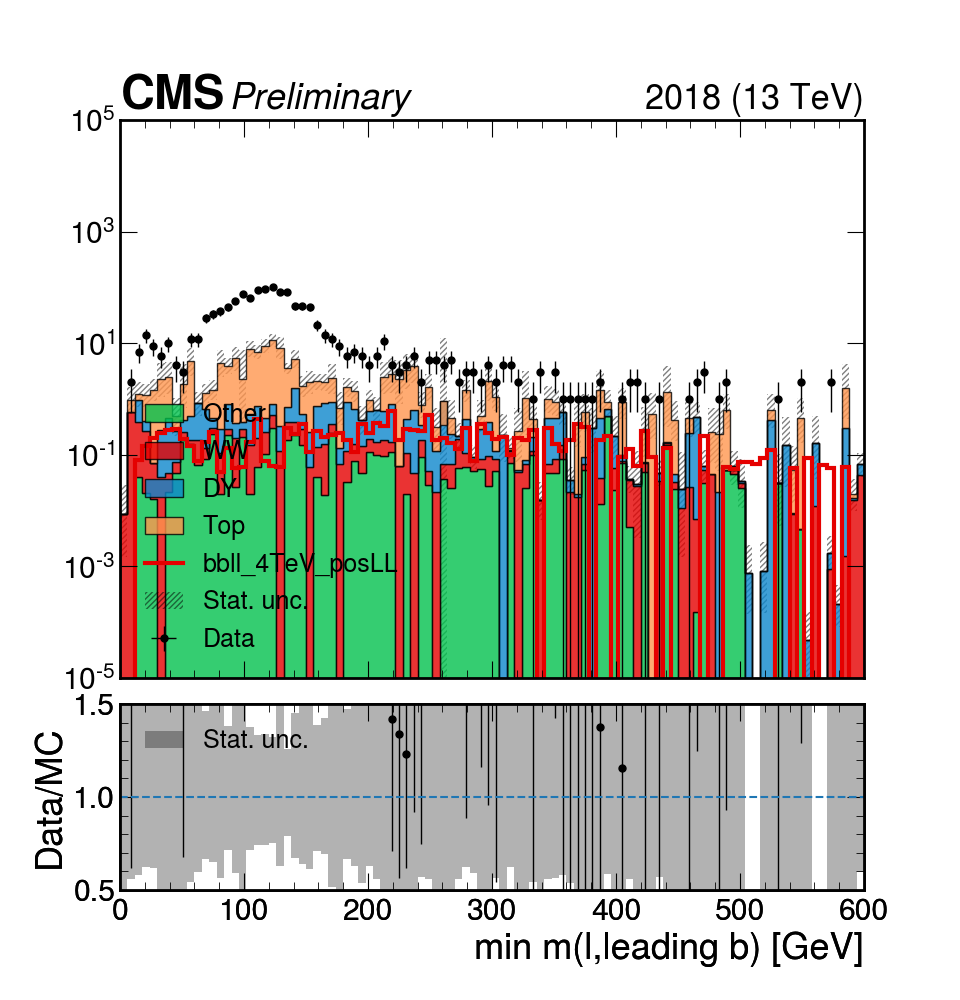 CMS Preliminary 2018 (13 TeV)
10^5
10^3
10^1
10^-1
10^-3
10^-5
Other
WW
DY
Top
bbll_4TeV_posLL
Stat. unc.
Data
1.5
1.0
0.5
Data/MC
Stat. unc.
0 100 200 300 400 500 600
min m(l,leading b) [GeV]